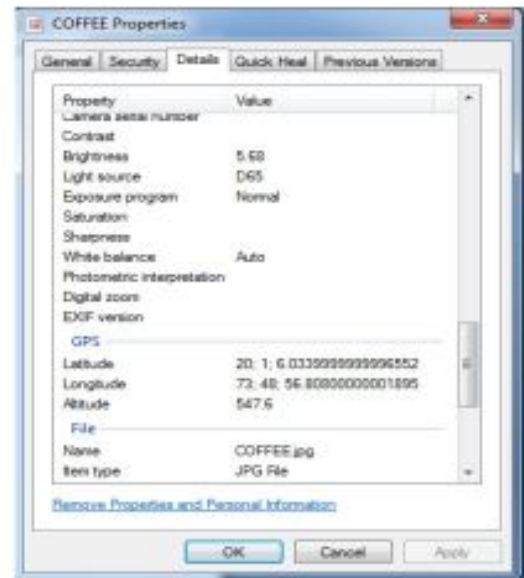 COFFEE Properties
General Security Details Quick Heal Previous Versions
Property Value
Camera serial number
Contrast
Brightness 5.68
Light source D65
Exposure program Normal
Saturation
Sharpness
White balance Auto
Photometric interpretation
Digital zoom
EXIF version
GPS
Latitude 20; 1; 6.0339999999996552
Longitude 73; 48; 56.80800000001895
Altitude 547.6
File
Name COFFEE.jpg
Item type JPG File
Remove Properties and Personal Information
OK Cancel Apply